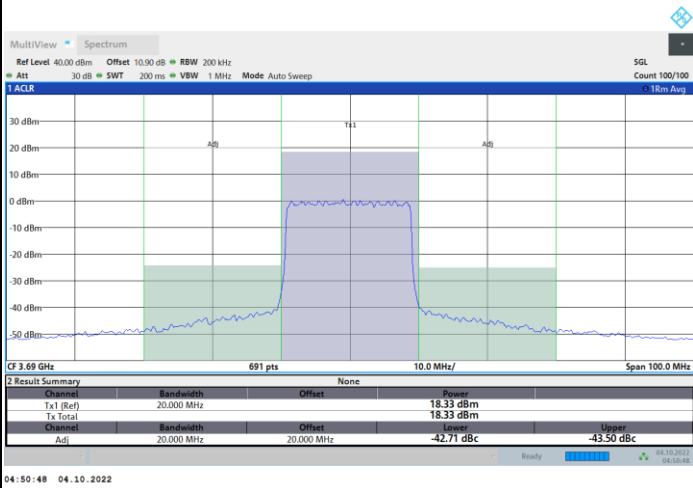 MultiView Spectrum
Ref Level 40.00 dBm Offset 10.90 dB RBW 200 kHz SGL
Att 30 dB SWT 200 ms VBW 1 MHz Mode Auto Sweep Count 100/100
1 ACLR 1Rm Avg
Tx1
30 dBm
Adj Adj
20 dBm
10 dBm
0 dBm
-10 dBm
-20 dBm
-30 dBm
-40 dBm
-50 dBm
CF 3.69 GHz 691 pts 10.0 MHz/ Span 100.0 MHz
2 Result Summary None
Channel Bandwidth Offset Power
Tx1 (Ref) 20.000 MHz 18.33 dBm
Tx Total 18.33 dBm
Channel Bandwidth Offset Lower Upper
Adj 20.000 MHz 20.000 MHz -42.71 dBc -43.50 dBc
Ready 04.10.2022
04:50:48
04:50:48 04.10.2022